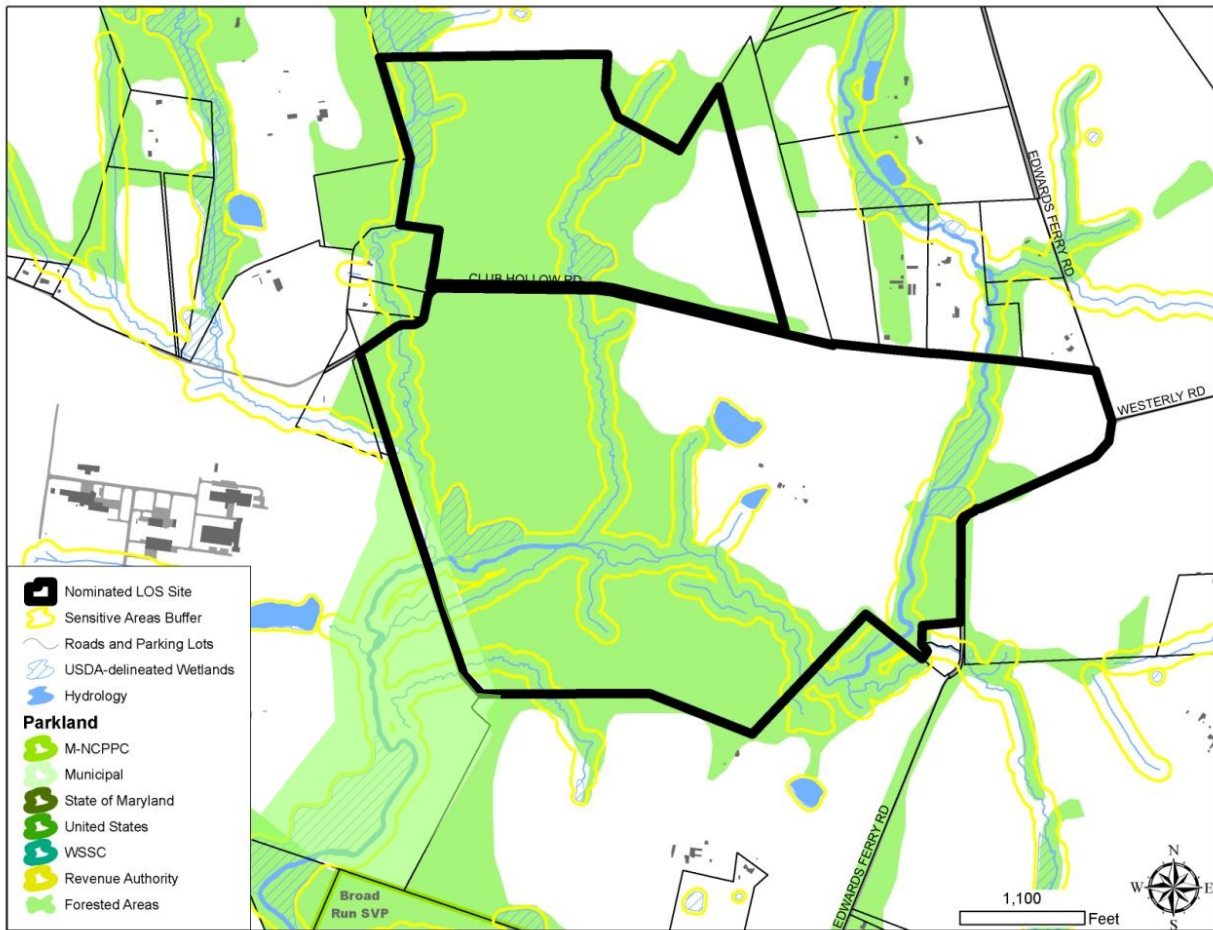 CLUB HOLLOW RD
EDWARDS FERRY RD
WESTERLY RD
Nominated LOS Site
Sensitive Areas Buffer
Roads and Parking Lots
USDA-delineated Wetlands
Hydrology
Parkland
M-NCPPC
Municipal
State of Maryland
United States
WSSC
Revenue Authority
Forested Areas
Broad
Run SVP
EDWARDS FERRY RD
1,100
Feet
N
W
E
S